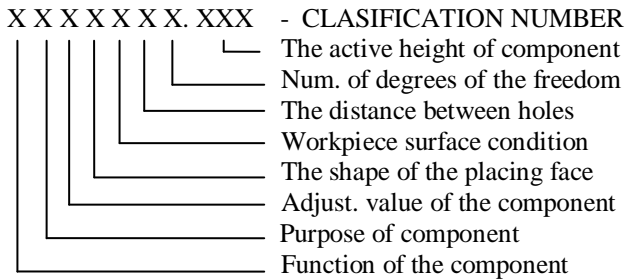 X X X X X X X. XXX - CLASIFICATION NUMBER
The active height of component
Num. of degrees of the freedom
The distance between holes
Workpiece surface condition
The shape of the placing face
Adjust. value of the component
Purpose of component
Function of the component